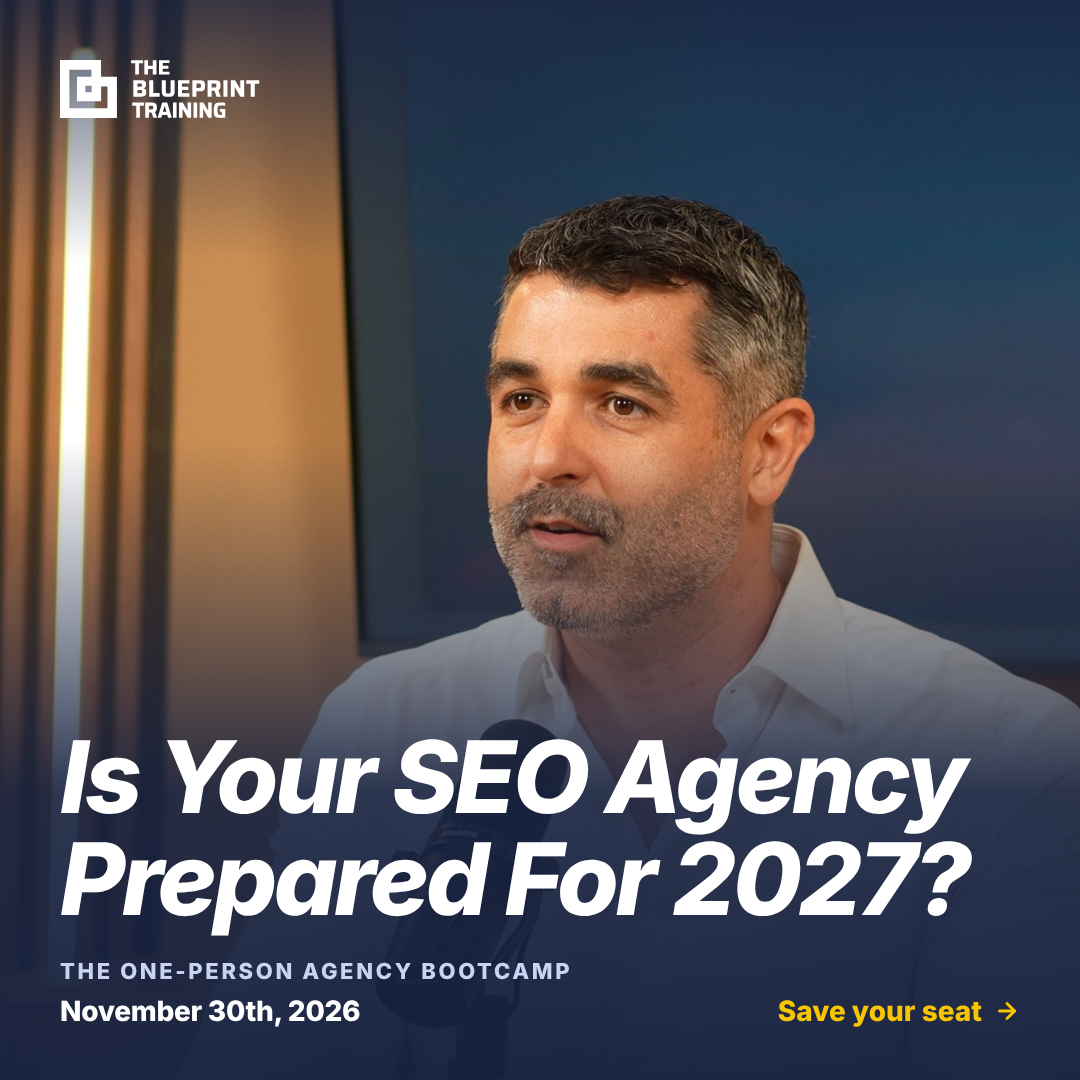 THE
BLUEPRINT
TRAINING
Is Your SEO Agency
Prepared For 2027?
THE ONE-PERSON AGENCY BOOTCAMP
November 30th, 2026
Save your seat →